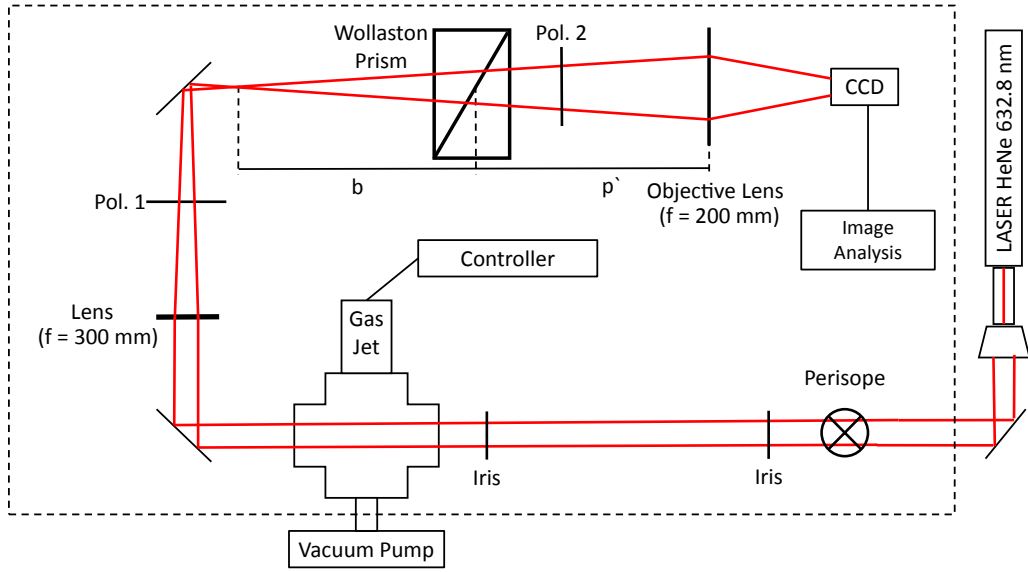 Wollaston
Prism
Pol. 2
CCD
LASER HeNe 632.8 nm
b
p`
Objective Lens
(f = 200 mm)
Pol. 1
Image
Analysis
Controller
Lens
(f = 300 mm)
Gas
Jet
Perisope
Iris
Iris
Vacuum Pump